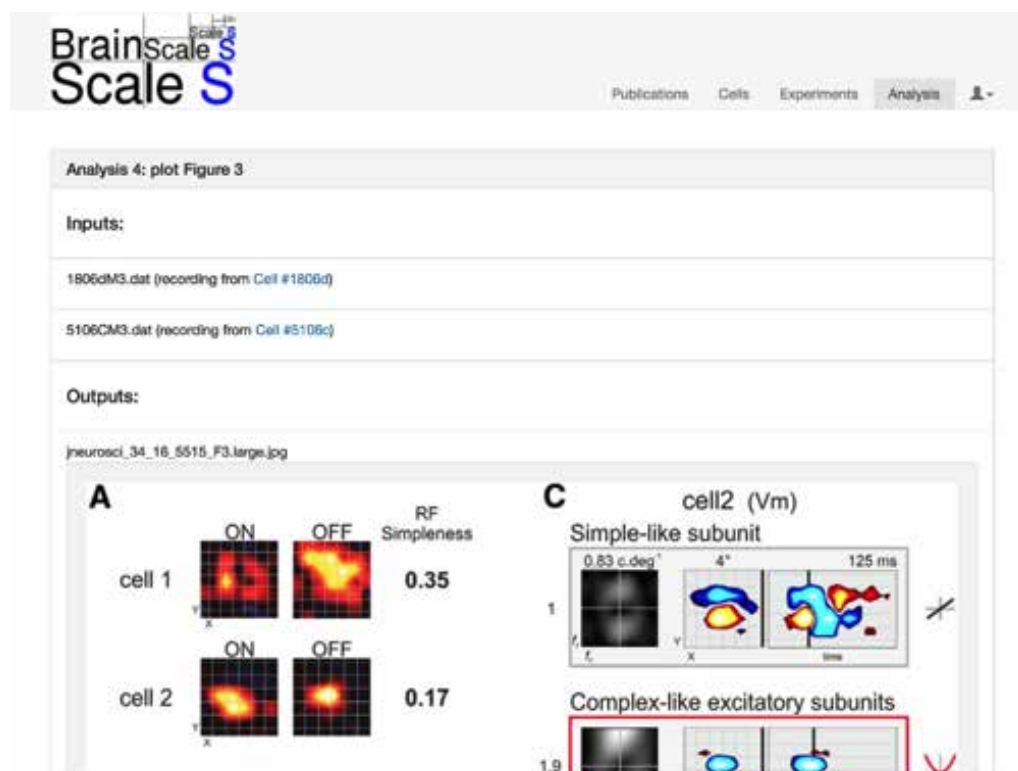 Scale S
Brainscale S
Scale S
Publications Cells Experiments Analysis
Analysis 4: plot Figure 3
Inputs:
1806dM3.dat (recording from Cell #1806d)
5106CM3.dat (recording from Cell #5106c)
Outputs:
jneurosci_34_16_5515_F3.large.jpg
A
RF
Simpleness
ON OFF
cell 1
0.35
Y
X
ON OFF
cell 2
0.17
Y
X
C
cell2 (Vm)
Simple-like subunit
0.83 c.deg-1 4° 125 ms
1
Y
X
time
Complex-like excitatory subunits
1.9